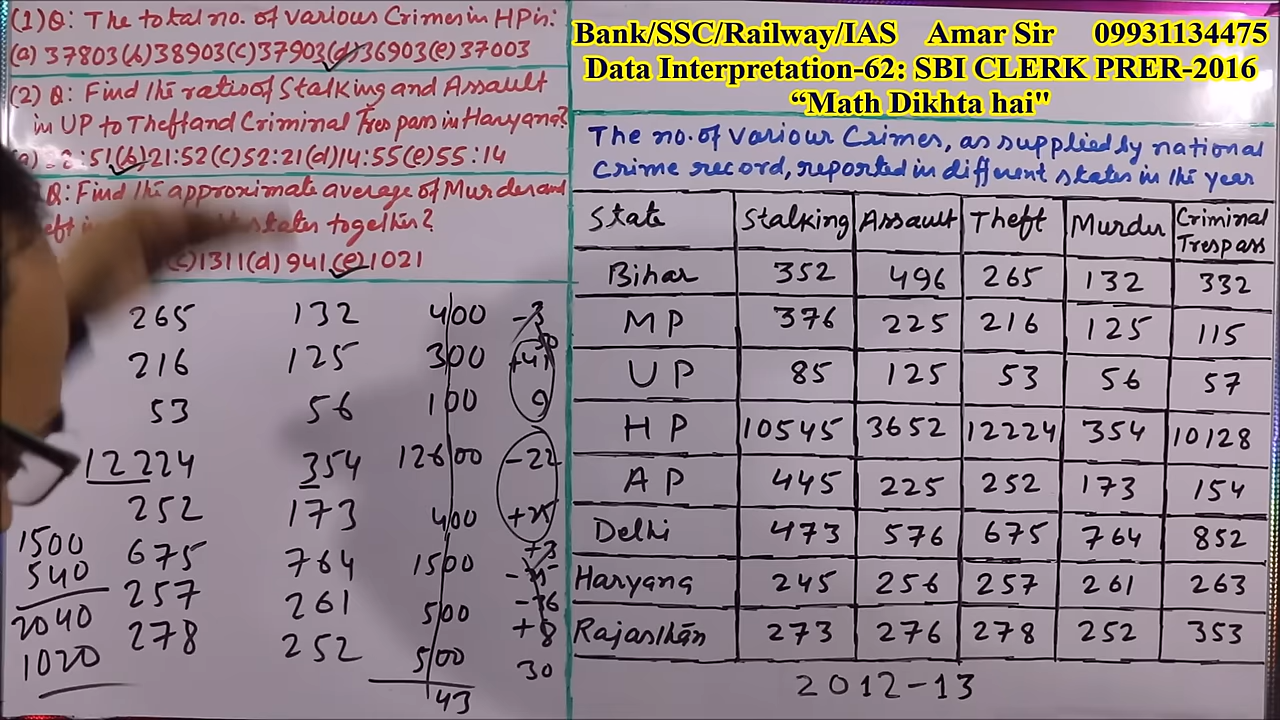 (1)Q: The total no. of various Crimes in HP is:
(a) 37803(b)38903(c)37903(d)36903(e)37003
(2) Q: Find the ratio of Stalking and Assault
in UP to Theft and Criminal Trespass in Haryana?
:51(b)21:52(c)52:21(d)14:55(e)55:14
Q: Find the approximate average of Murder and
states together?
(c)1311(d)941(e)1021
265 132 400 -3
216 125 300 +41
53 56 100 9
12224 354 12600 -22
252 173 400 +25
1500 675 764 1500
540 257 261 500
2040 278 252 500 +8
1020 43 30
Bank/SSC/Railway/IAS Amar Sir 09931134475
Data Interpretation-62: SBI CLERK PRER-2016
“Math Dikhta hai"
The no. of various Crimes, as supplied by national
Crime record, reported in different states in the year
State Stalking Assault Theft Murder Criminal Trespass
Bihar 352 496 265 132 332
MP 376 225 216 125 115
UP 85 125 53 56 57
HP 10545 3652 12224 354 10128
AP 445 225 252 173 154
Delhi 473 576 675 764 852
Haryana 245 256 257 261 263
Rajasthan 273 276 278 252 353
2012-13